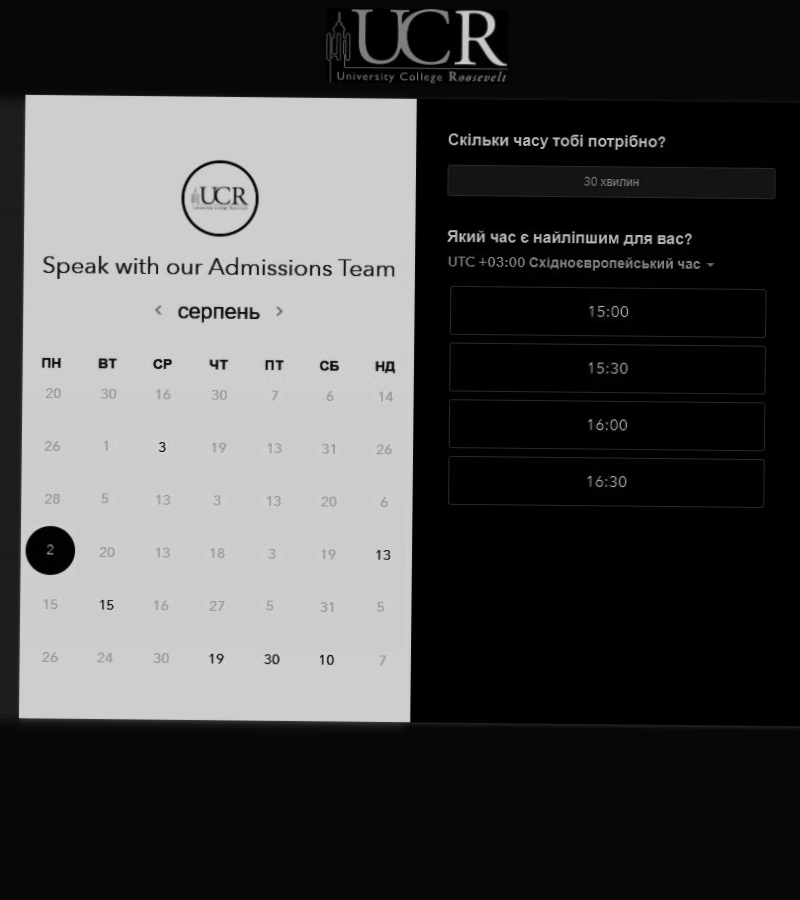 UCR
University College Roosevelt
UCR
Speak with our Admissions Team
серпень
ПН ВТ СР ЧТ ПТ СБ НД
20 30 16 30 7 6 14
26 1 3 19 13 31 26
28 5 13 3 13 20 6
2 20 13 18 3 19 13
15 15 16 27 5 31 5
26 24 30 19 30 10 7
Скільки часу тобі потрібно?
30 хвилин
Який час є найліпшим для вас?
UTC +03:00 Східноєвропейський час
15:00
15:30
16:00
16:30